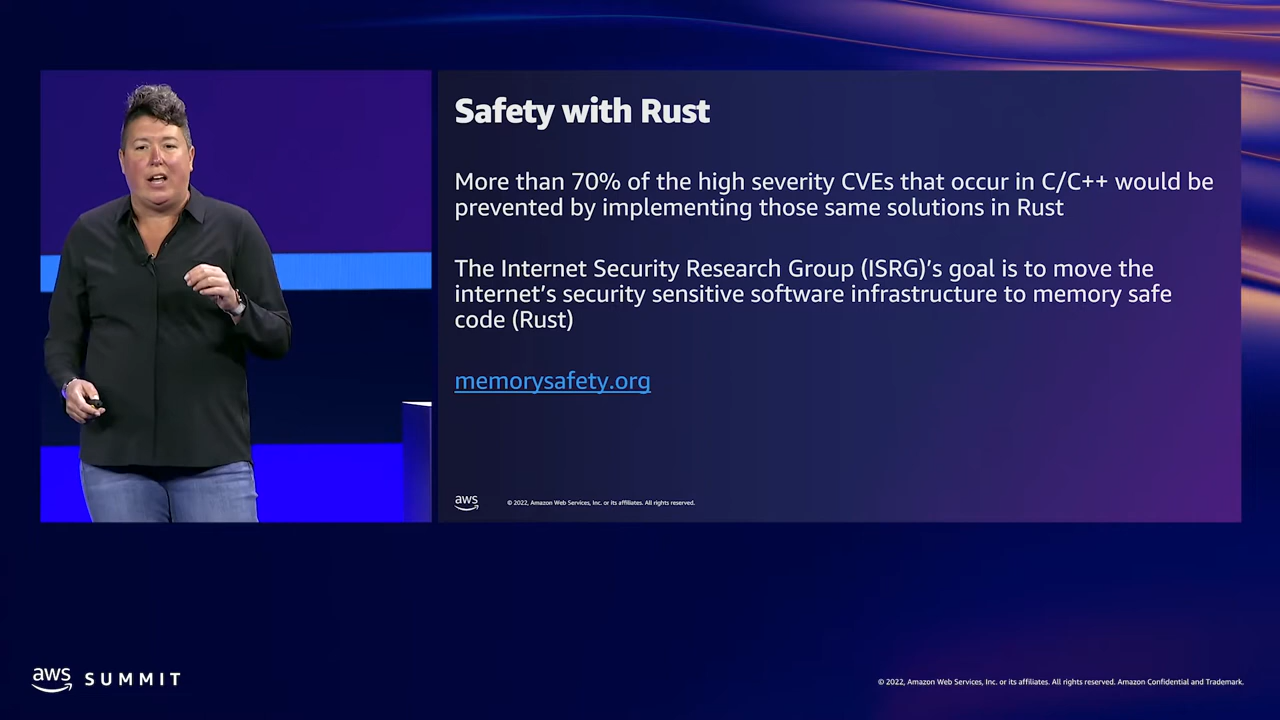 Safety with Rust
More than 70% of the high severity CVEs that occur in C/C++ would be
prevented by implementing those same solutions in Rust
The Internet Security Research Group (ISRG)'s goal is to move the
internet's security sensitive software infrastructure to memory safe
code (Rust)
memorysafety.org
aws
© 2022, Amazon Web Services, Inc. or its affiliates. All rights reserved.
aws SUMMIT
© 2022, Amazon Web Services, Inc. or its affiliates. All rights reserved. Amazon Confidential and Trademark.